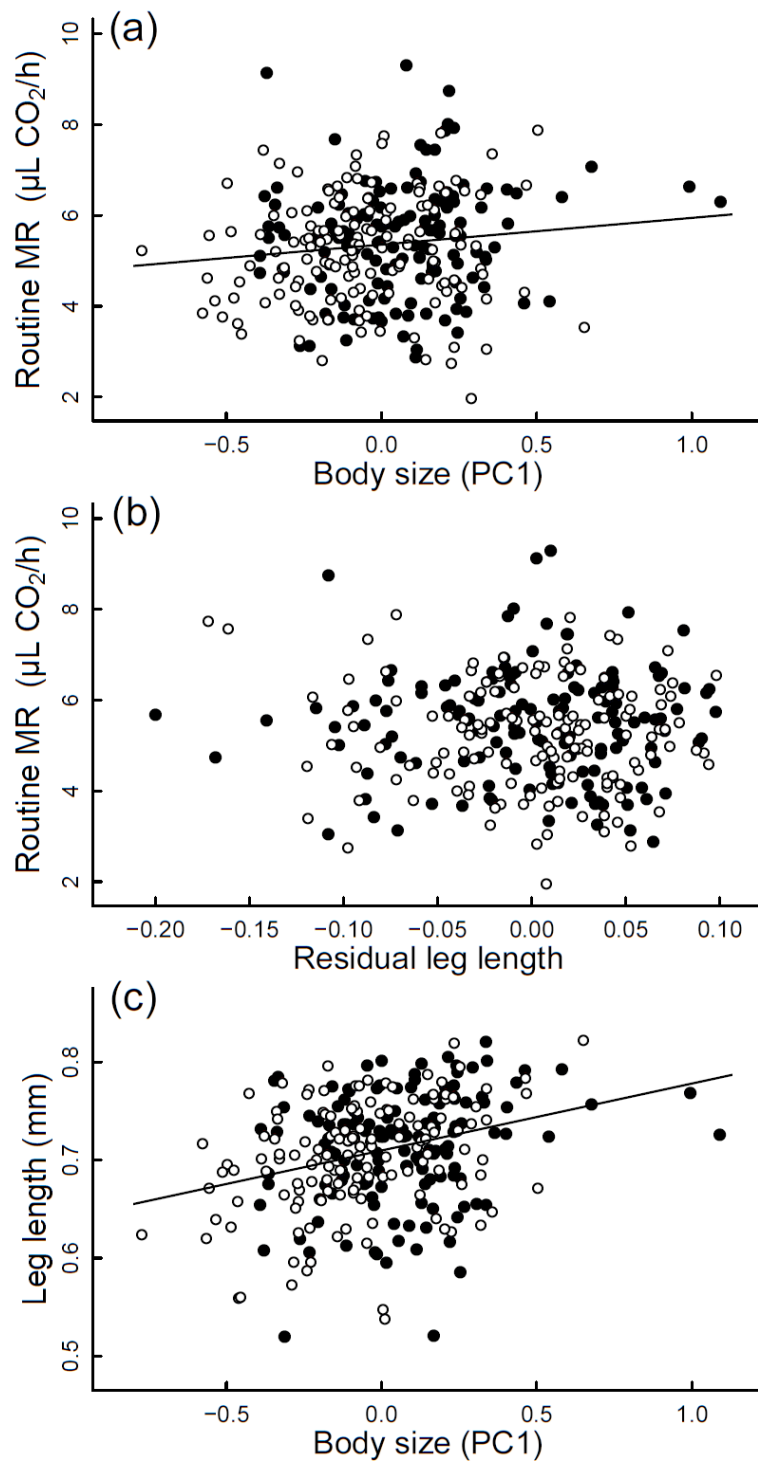 (a)
10
8
6
4
2
Routine MR (µL CO₂/h)
−0.5 0.0 0.5 1.0
Body size (PC1)
(b)
10
8
6
4
2
Routine MR (µL CO₂/h)
−0.20 −0.15 −0.10 −0.05 0.00 0.05 0.10
Residual leg length
(c)
0.8
0.7
0.6
0.5
Leg length (mm)
−0.5 0.0 0.5 1.0
Body size (PC1)